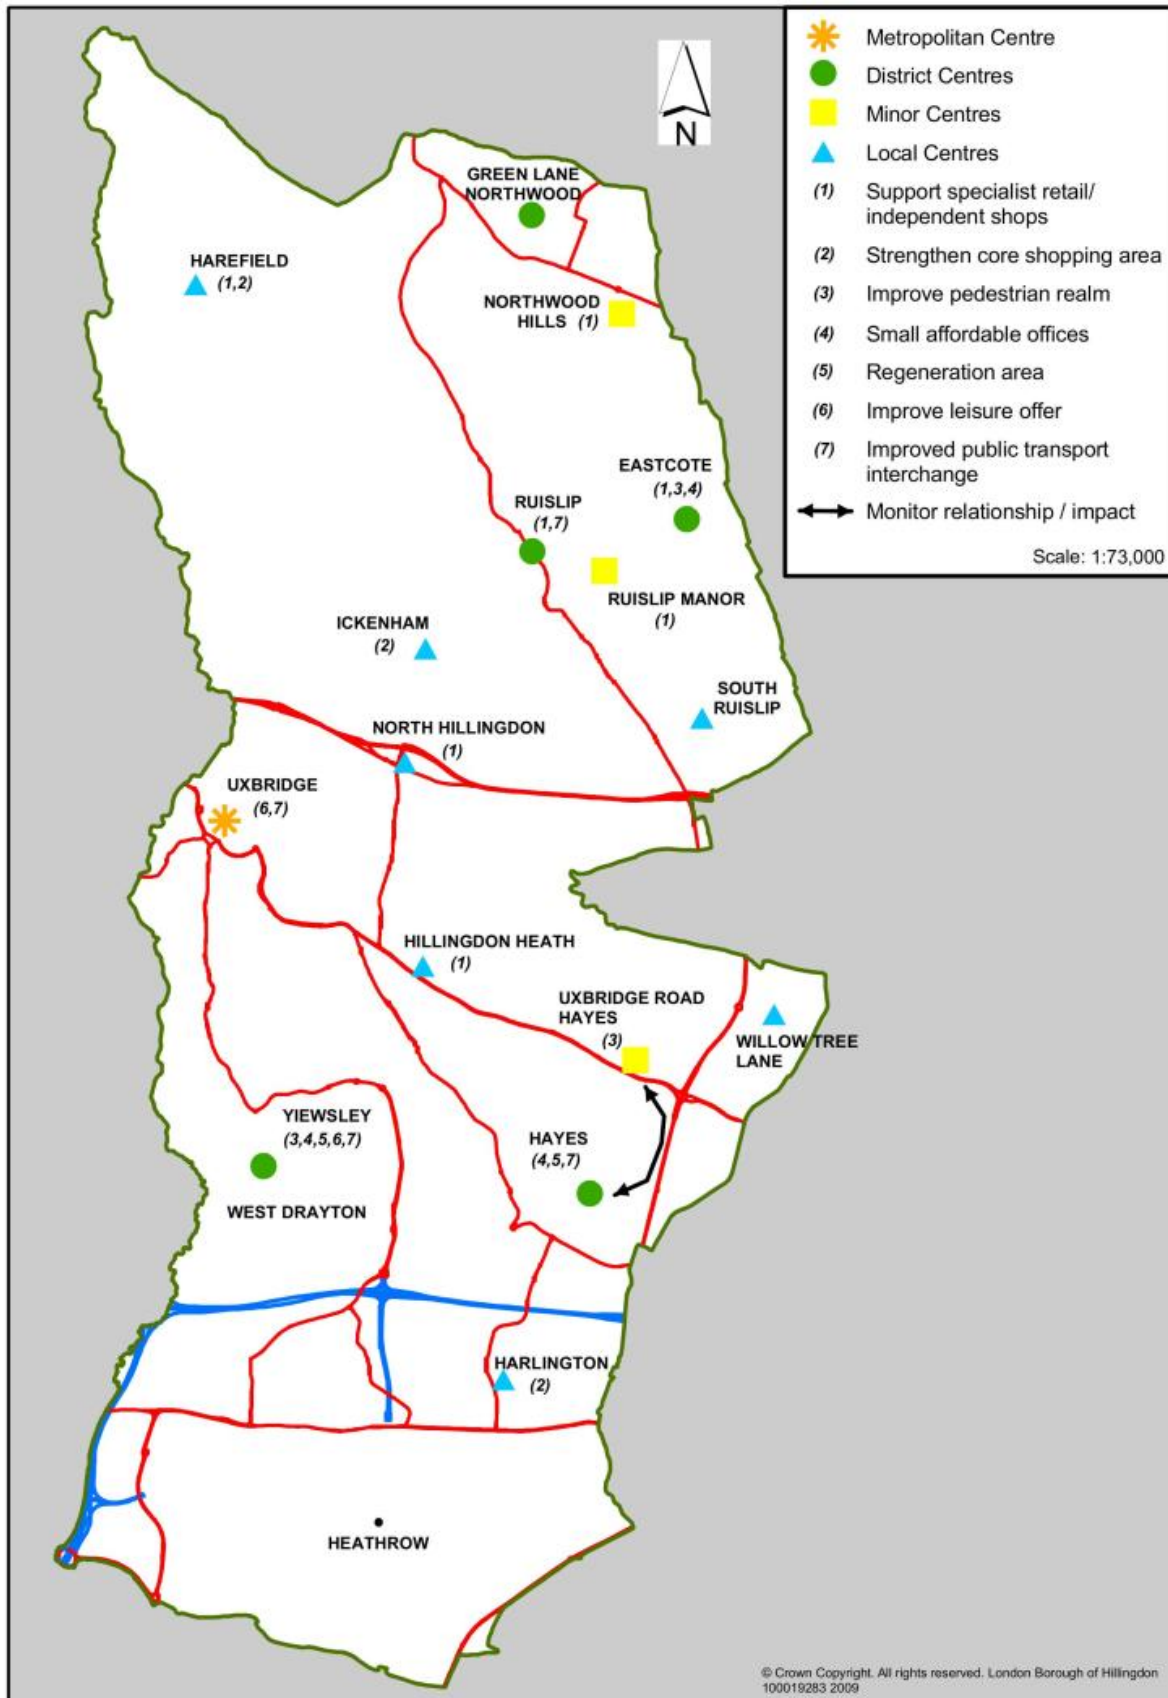 Metropolitan Centre
District Centres
Minor Centres
Local Centres
(1) Support specialist retail/
independent shops
(2) Strengthen core shopping area
(3) Improve pedestrian realm
(4) Small affordable offices
(5) Regeneration area
(6) Improve leisure offer
(7) Improved public transport
interchange
Monitor relationship / impact
Scale: 1:73,000
N
GREEN LANE
NORTHWOOD
HAREFIELD
(1,2)
NORTHWOOD
HILLS (1)
EASTCOTE
(1,3,4)
RUISLIP
(1,7)
RUISLIP MANOR
(1)
ICKENHAM
(2)
SOUTH
RUISLIP
NORTH HILLINGDON
(1)
UXBRIDGE
(6,7)
HILLINGDON HEATH
(1)
UXBRIDGE ROAD
HAYES
(3)
WILLOW TREE
LANE
YIEWSLEY
(3,4,5,6,7)
HAYES
(4,5,7)
WEST DRAYTON
HARLINGTON
(2)
HEATHROW
© Crown Copyright. All rights reserved. London Borough of Hillingdon
100019283 2009